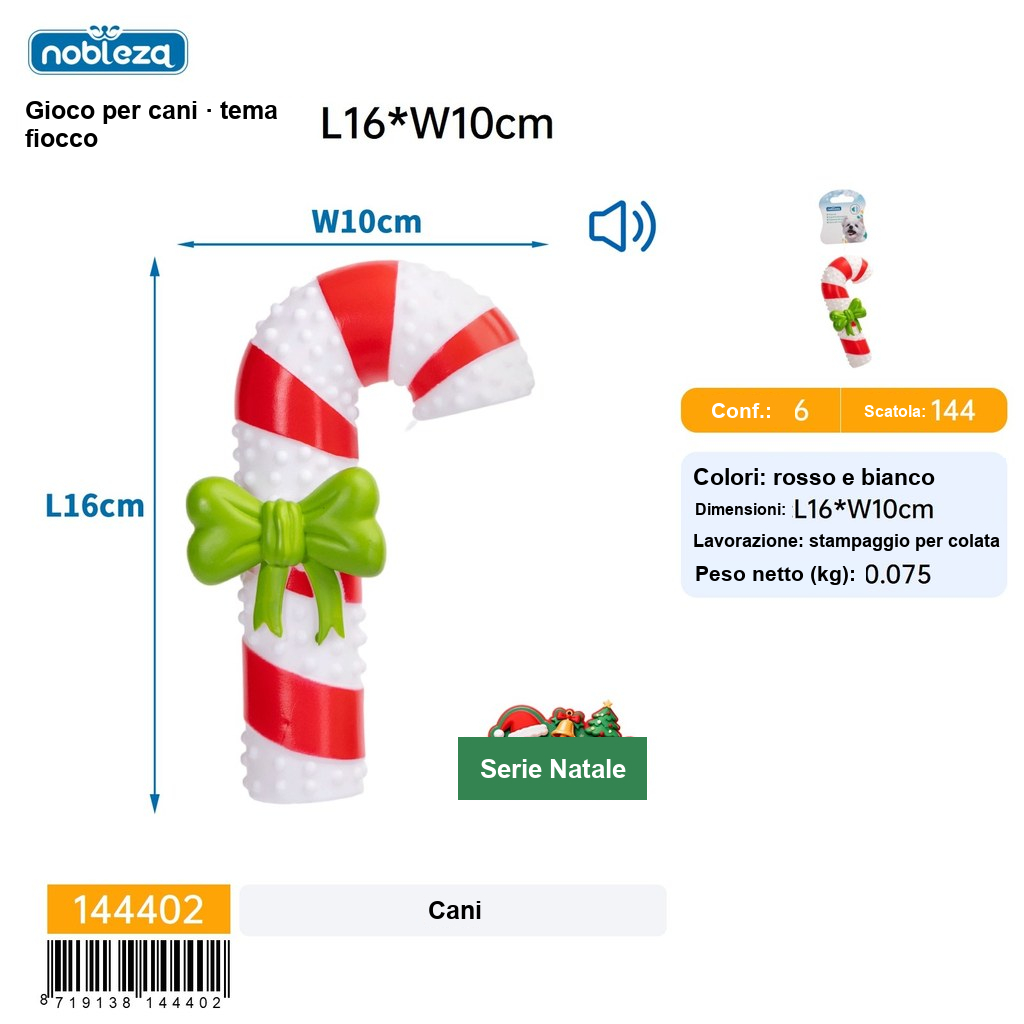 nobleza
Gioco per cani · tema
fiocco
L16*W10cm
W10cm
L16cm
Conf.: 6
Scatola: 144
Colori: rosso e bianco
Dimensioni: L16*W10cm
Lavorazione: stampaggio per colata
Peso netto (kg): 0.075
Serie Natale
144402
Cani
8 719138 144402